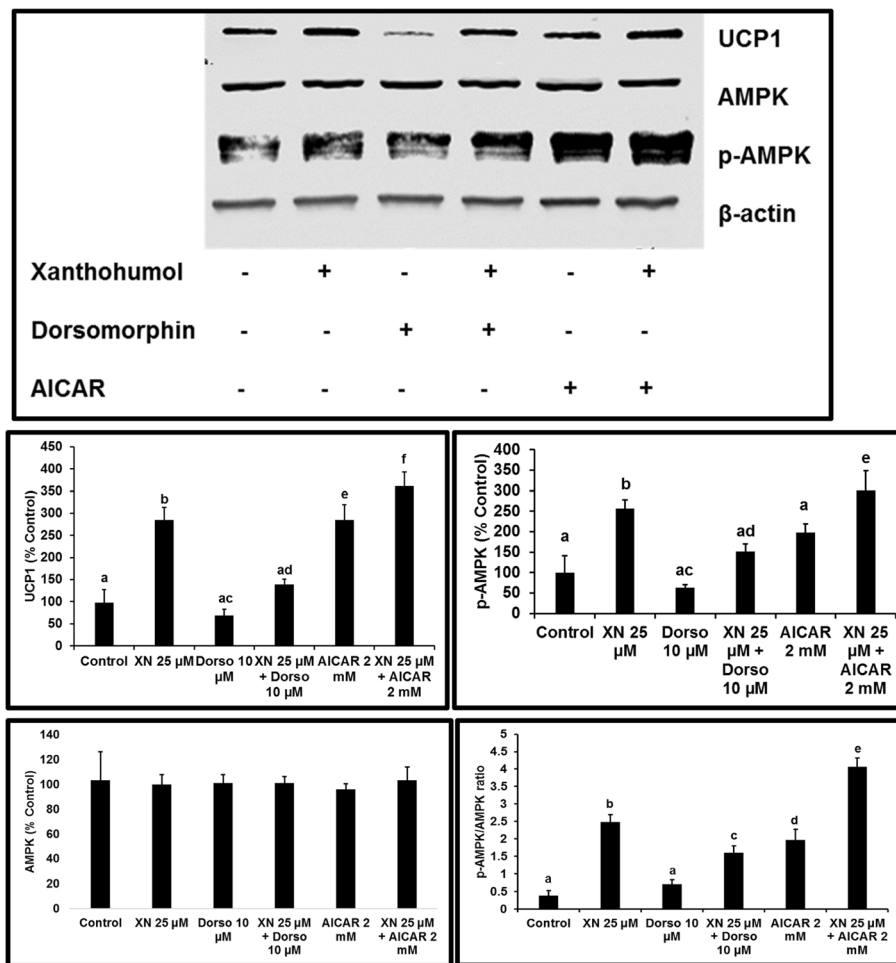 UCP1
AMPK
p-AMPK
β-actin
Xanthohumol - + - + - +
Dorsomorphin - - + + - -
AICAR - - - - + +
UCP1 (% Control)
450
400
350
300
250
200
150
100
50
0
a
b
ac
ad
e
f
Control XN 25 µM Dorso 10 XN 25 µM AICAR 2 XN 25 µM
µM + Dorso mM + AICAR
10 µM 2 mM
p-AMPK (% Control)
400
350
300
250
200
150
100
50
0
a
b
ac
ad
a
e
Control XN 25 Dorso XN 25 AICAR XN 25
µM 10 µM µM + 2 mM µM +
Dorso AICAR
10 µM 2 mM
AMPK (% Control)
140
120
100
80
60
40
20
0
Control XN 25 µM Dorso 10 XN 25 µM AICAR 2 XN 25 µM
µM + Dorso mM + AICAR 2
10 µM mM
p-AMPK/AMPK ratio
5
4.5
4
3.5
3
2.5
2
1.5
1
0.5
0
a
b
a
c
d
e
Control XN 25 µM Dorso 10 XN 25 µM AICAR 2 XN 25 µM
µM + Dorso mM + AICAR 2
10 µM mM